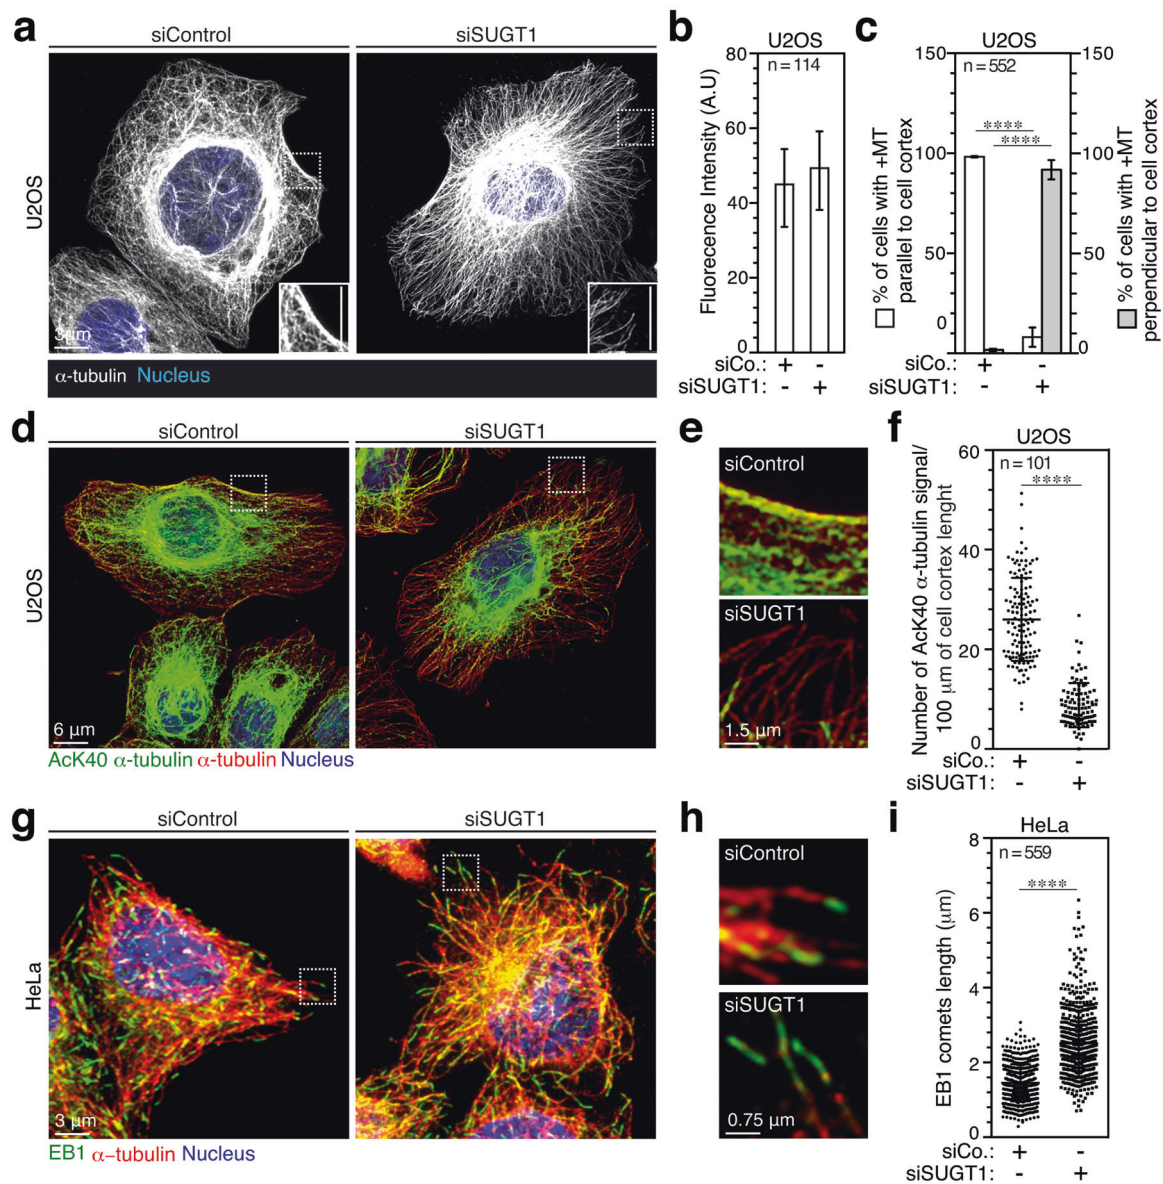 a
siControl
siSUGT1
U2OS
3μm
α-tubulin Nucleus
b
U2OS
n = 114
Fluorecence Intensity (A.U)
80
60
40
20
0
siCo.: + -
siSUGT1: - +
c
U2OS
n = 552
****
****
150
100
50
0
150
100
50
0
% of cells with +MT
parallel to cell cortex
% of cells with +MT
perpendicular to cell cortex
siCo.: + -
siSUGT1: - +
d
siControl
siSUGT1
U2OS
6 μm
AcK40 α-tubulin α-tubulin Nucleus
e
siControl
siSUGT1
1.5 μm
f
U2OS
n = 101
****
Number of AcK40 α-tubulin signal/
100 μm of cell cortex lenght
60
40
20
0
siCo.: + -
siSUGT1: - +
g
siControl
siSUGT1
HeLa
3 μm
EB1 α−tubulin Nucleus
h
siControl
siSUGT1
0.75 μm
i
HeLa
n = 559
****
EB1 comets length (μm)
8
6
4
2
0
siCo.: + -
siSUGT1: - +